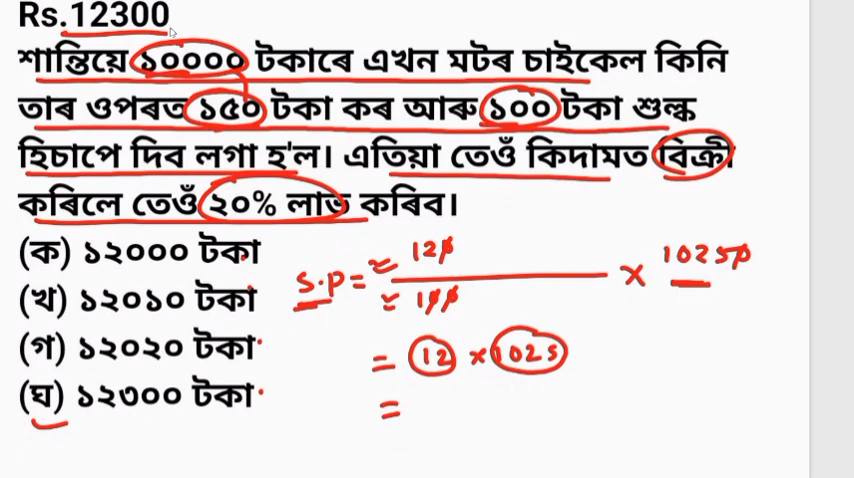 Rs.12300
শান্তিয়ে ১০০০০ টকাৰে এখন মটৰ চাইকেল কিনি
তাৰ ওপৰত ১৫০ টকা কৰ আৰু ১০০ টকা শুল্ক
হিচাপে দিব লগা হ'ল। এতিয়া তেওঁ কিদামত বিক্ৰী
কৰিলে তেওঁ ২০% লাভ কৰিব।
(ক) ১২০০০ টকা
(খ) ১২০১০ টকা
(গ) ১২০২০ টকা
(ঘ) ১২৩০০ টকা
S.P = 120
100 × 10250
= 12 × 1025
=